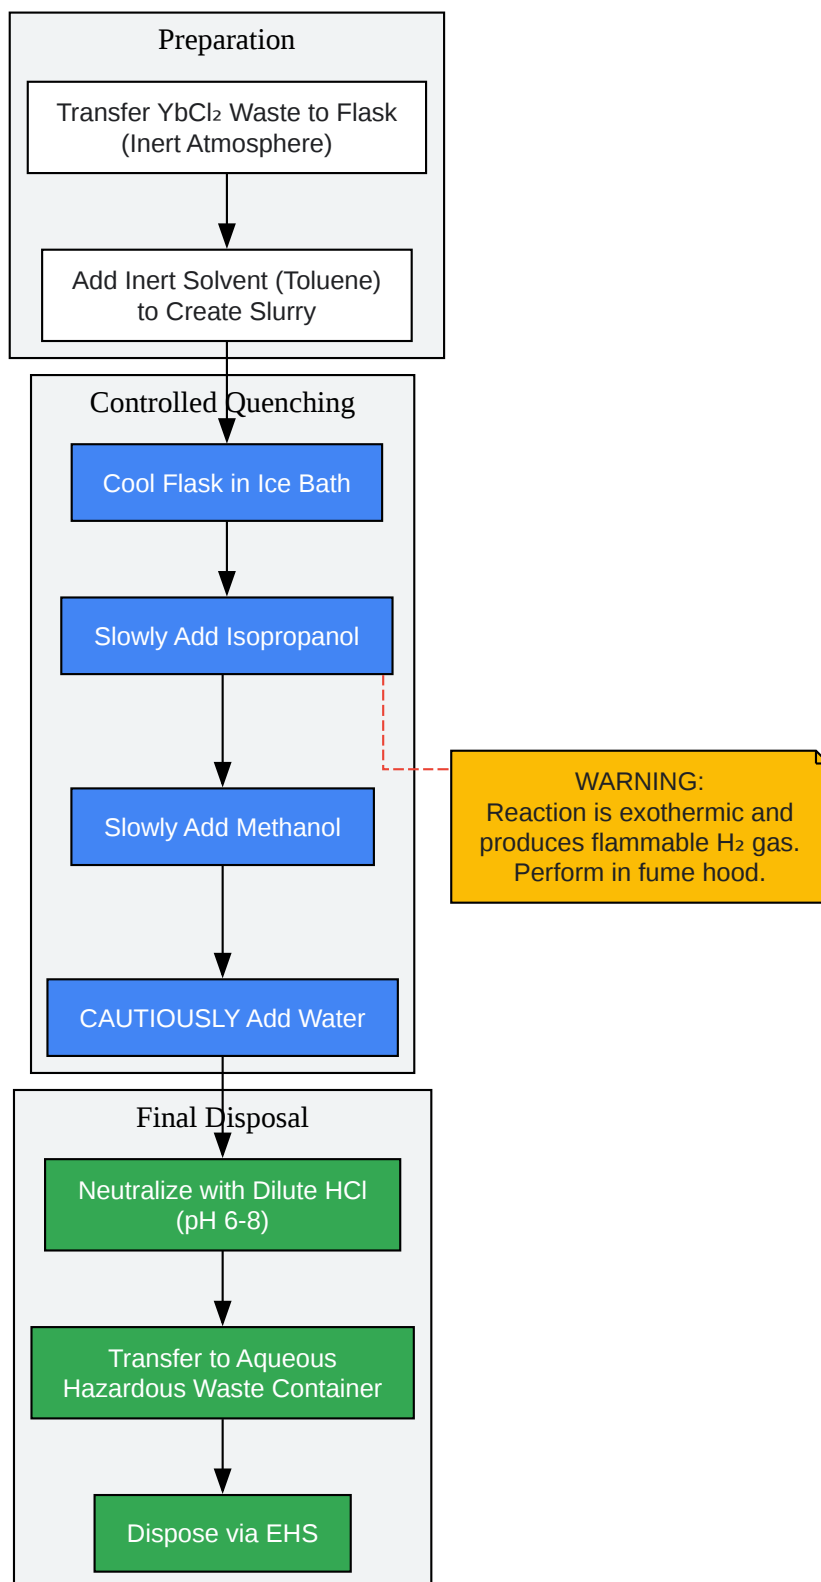 Preparation
Transfer YbCl₂ Waste to Flask
(Inert Atmosphere)
Add Inert Solvent (Toluene)
to Create Slurry
Controlled Quenching
Cool Flask in Ice Bath
Slowly Add Isopropanol
WARNING:
Reaction is exothermic and
produces flammable H₂ gas.
Perform in fume hood.
Slowly Add Methanol
CAUTIOUSLY Add Water
Final Disposal
Neutralize with Dilute HCl
(pH 6-8)
Transfer to Aqueous
Hazardous Waste Container
Dispose via EHS